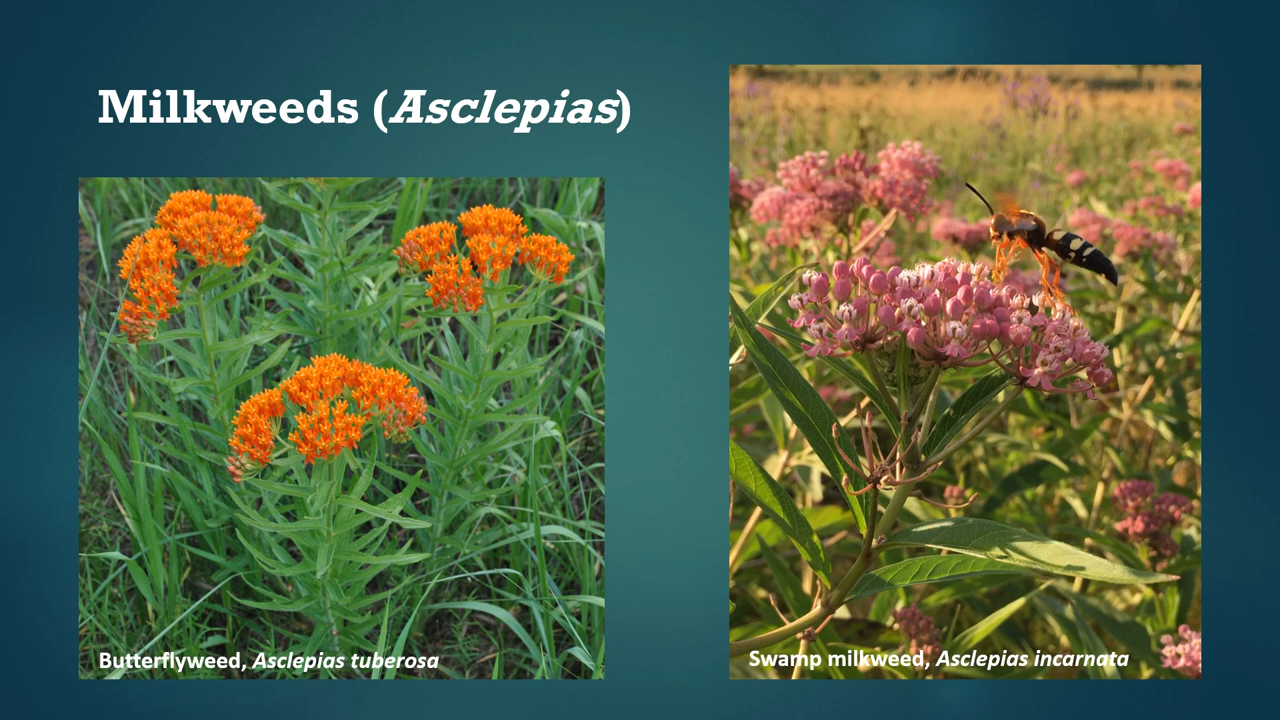 Milkweeds (Asclepias)
Butterflyweed, Asclepias tuberosa
Swamp milkweed, Asclepias incarnata